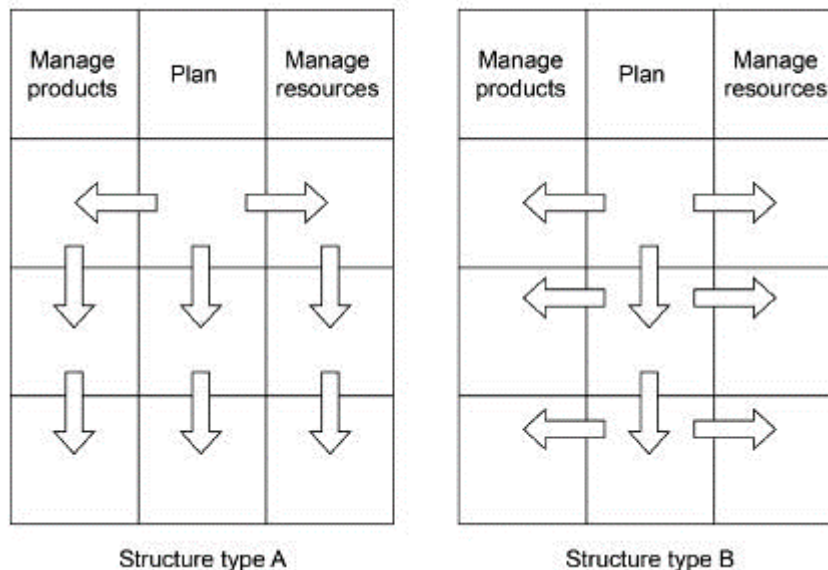 Manage
products
Plan
Manage
resources
Manage
products
Plan
Manage
resources
Structure type A
Structure type B